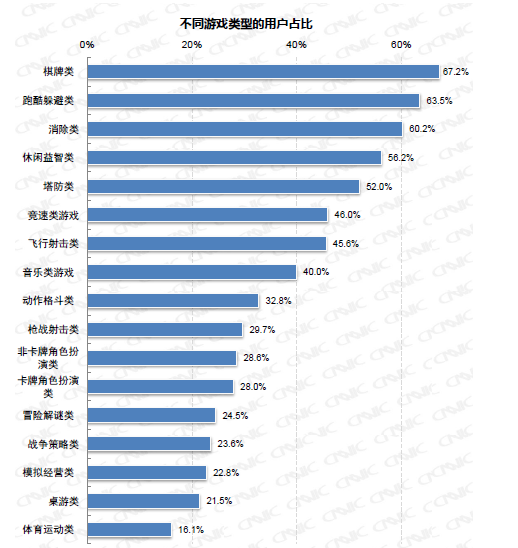 不同游戏类型的用户占比
0% 20% 40% 60%
棋牌类 67.2%
跑酷躲避类 63.5%
消除类 60.2%
休闲益智类 56.2%
塔防类 52.0%
竞速类游戏 46.0%
飞行射击类 45.6%
音乐类游戏 40.0%
动作格斗类 32.8%
枪战射击类 29.7%
非卡牌角色扮
演类 28.6%
卡牌角色扮演
类 28.0%
冒险解谜类 24.5%
战争策略类 23.6%
模拟经营类 22.8%
桌游类 21.5%
体育运动类 16.1%